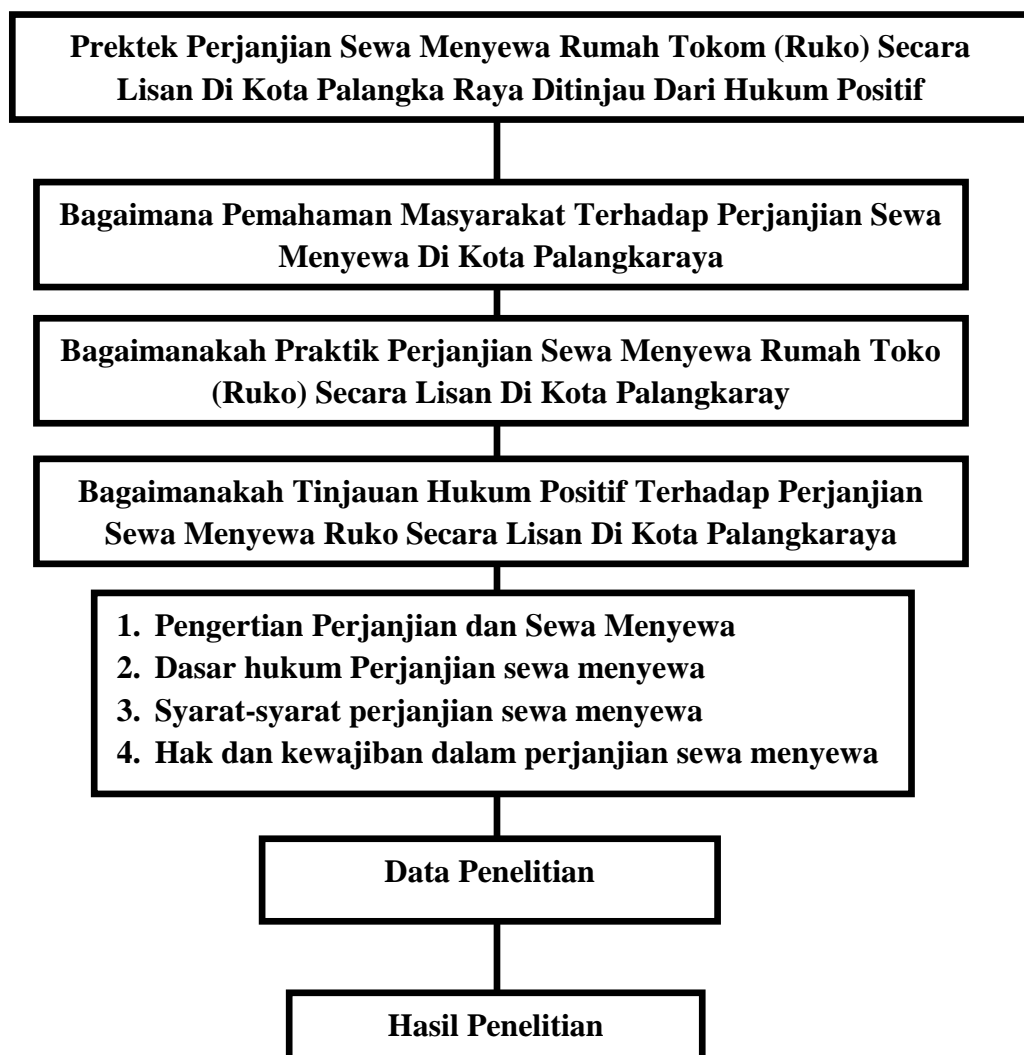 Prektek Perjanjian Sewa Menyewa Rumah Tokom (Ruko) Secara
Lisan Di Kota Palangka Raya Ditinjau Dari Hukum Positif
Bagaimana Pemahaman Masyarakat Terhadap Perjanjian Sewa
Menyewa Di Kota Palangkaraya
Bagaimanakah Praktik Perjanjian Sewa Menyewa Rumah Toko
(Ruko) Secara Lisan Di Kota Palangkaray
Bagaimanakah Tinjauan Hukum Positif Terhadap Perjanjian
Sewa Menyewa Ruko Secara Lisan Di Kota Palangkaraya
1. Pengertian Perjanjian dan Sewa Menyewa
2. Dasar hukum Perjanjian sewa menyewa
3. Syarat-syarat perjanjian sewa menyewa
4. Hak dan kewajiban dalam perjanjian sewa menyewa
Data Penelitian
Hasil Penelitian